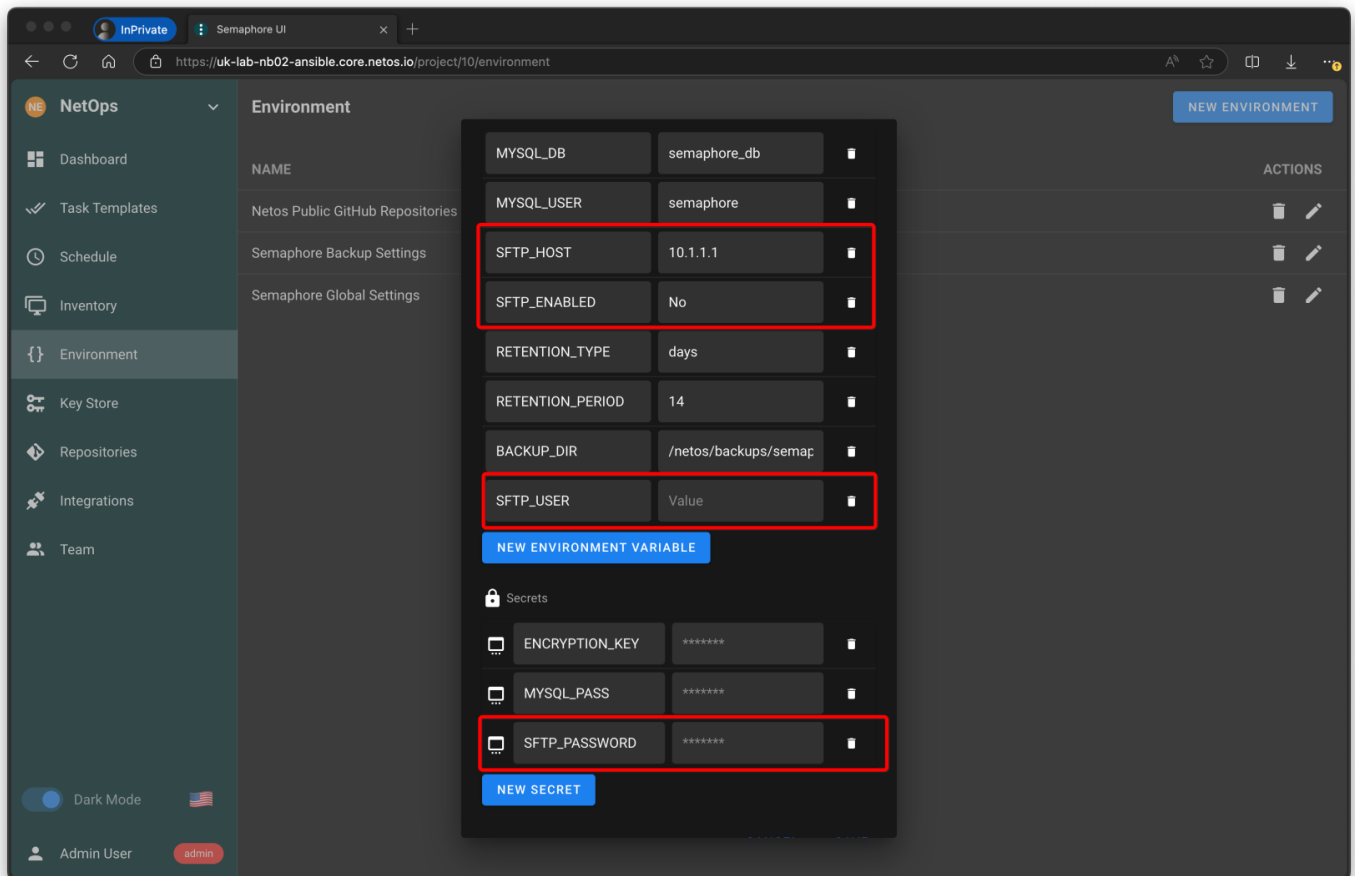 InPrivate
Semaphore UI
https://uk-lab-nb02-ansible.core.netos.io/project/10/environment
NE NetOps
Environment
NEW ENVIRONMENT
Dashboard
Task Templates
Schedule
Inventory
{} Environment
Key Store
Repositories
Integrations
Team
Dark Mode
Admin User admin
NAME
ACTIONS
Netos Public GitHub Repositories
Semaphore Backup Settings
Semaphore Global Settings
MYSQL_DB semaphore_db
MYSQL_USER semaphore
SFTP_HOST 10.1.1.1
SFTP_ENABLED No
RETENTION_TYPE days
RETENTION_PERIOD 14
BACKUP_DIR /netos/backups/semap
SFTP_USER Value
NEW ENVIRONMENT VARIABLE
Secrets
ENCRYPTION_KEY *******
MYSQL_PASS *******
SFTP_PASSWORD *******
NEW SECRET